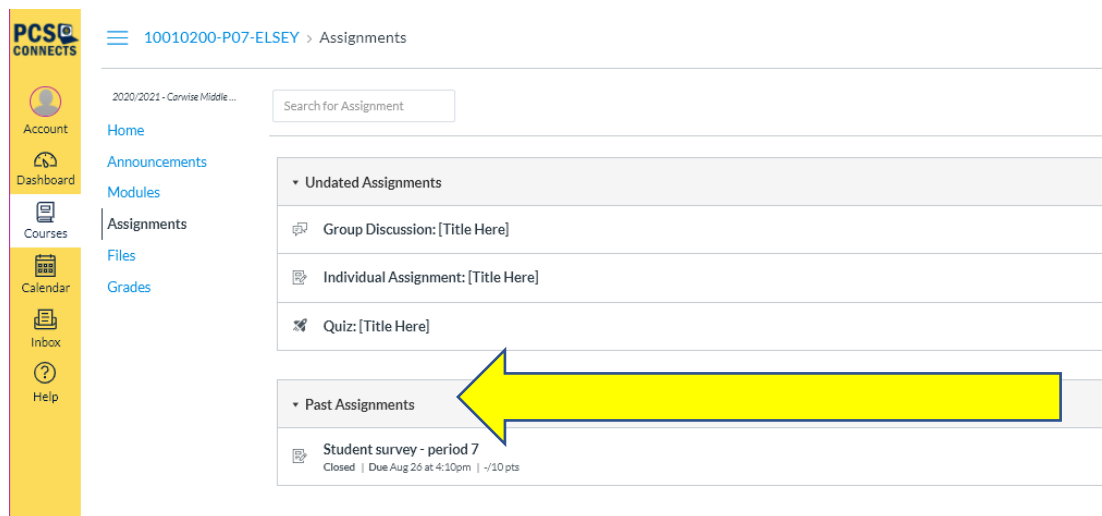 PCS
CONNECTS
10010200-P07-ELSEY > Assignments
Account
Dashboard
Courses
Calendar
Inbox
Help
2020/2021 - Carwise Middle ...
Home
Announcements
Modules
Assignments
Files
Grades
Search for Assignment
Undated Assignments
Group Discussion: [Title Here]
Individual Assignment: [Title Here]
Quiz: [Title Here]
Past Assignments
Student survey - period 7
Closed | Due Aug 26 at 4:10pm | -/10 pts